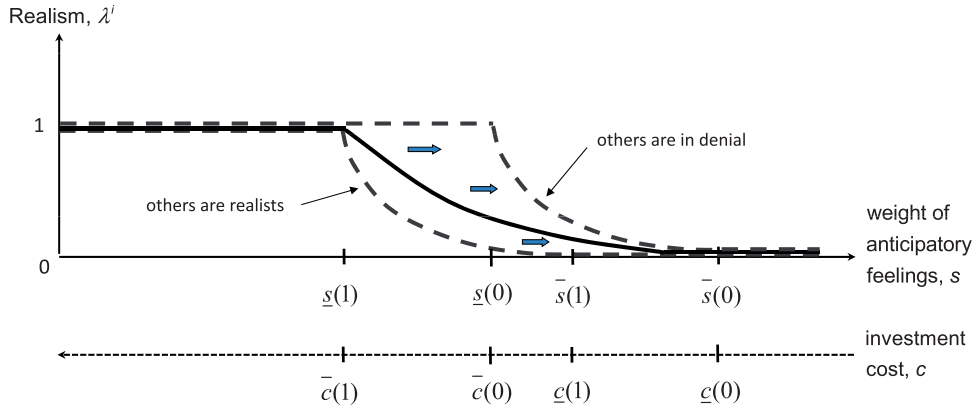 Realism, λⁱ
1
others are in denial
others are realists
weight of
anticipatory
feelings, s
0
s̲(1) s̲(0) s̄(1) s̄(0)
investment
cost, c
c̄(1) c̄(0) c̲(1) c̲(0)